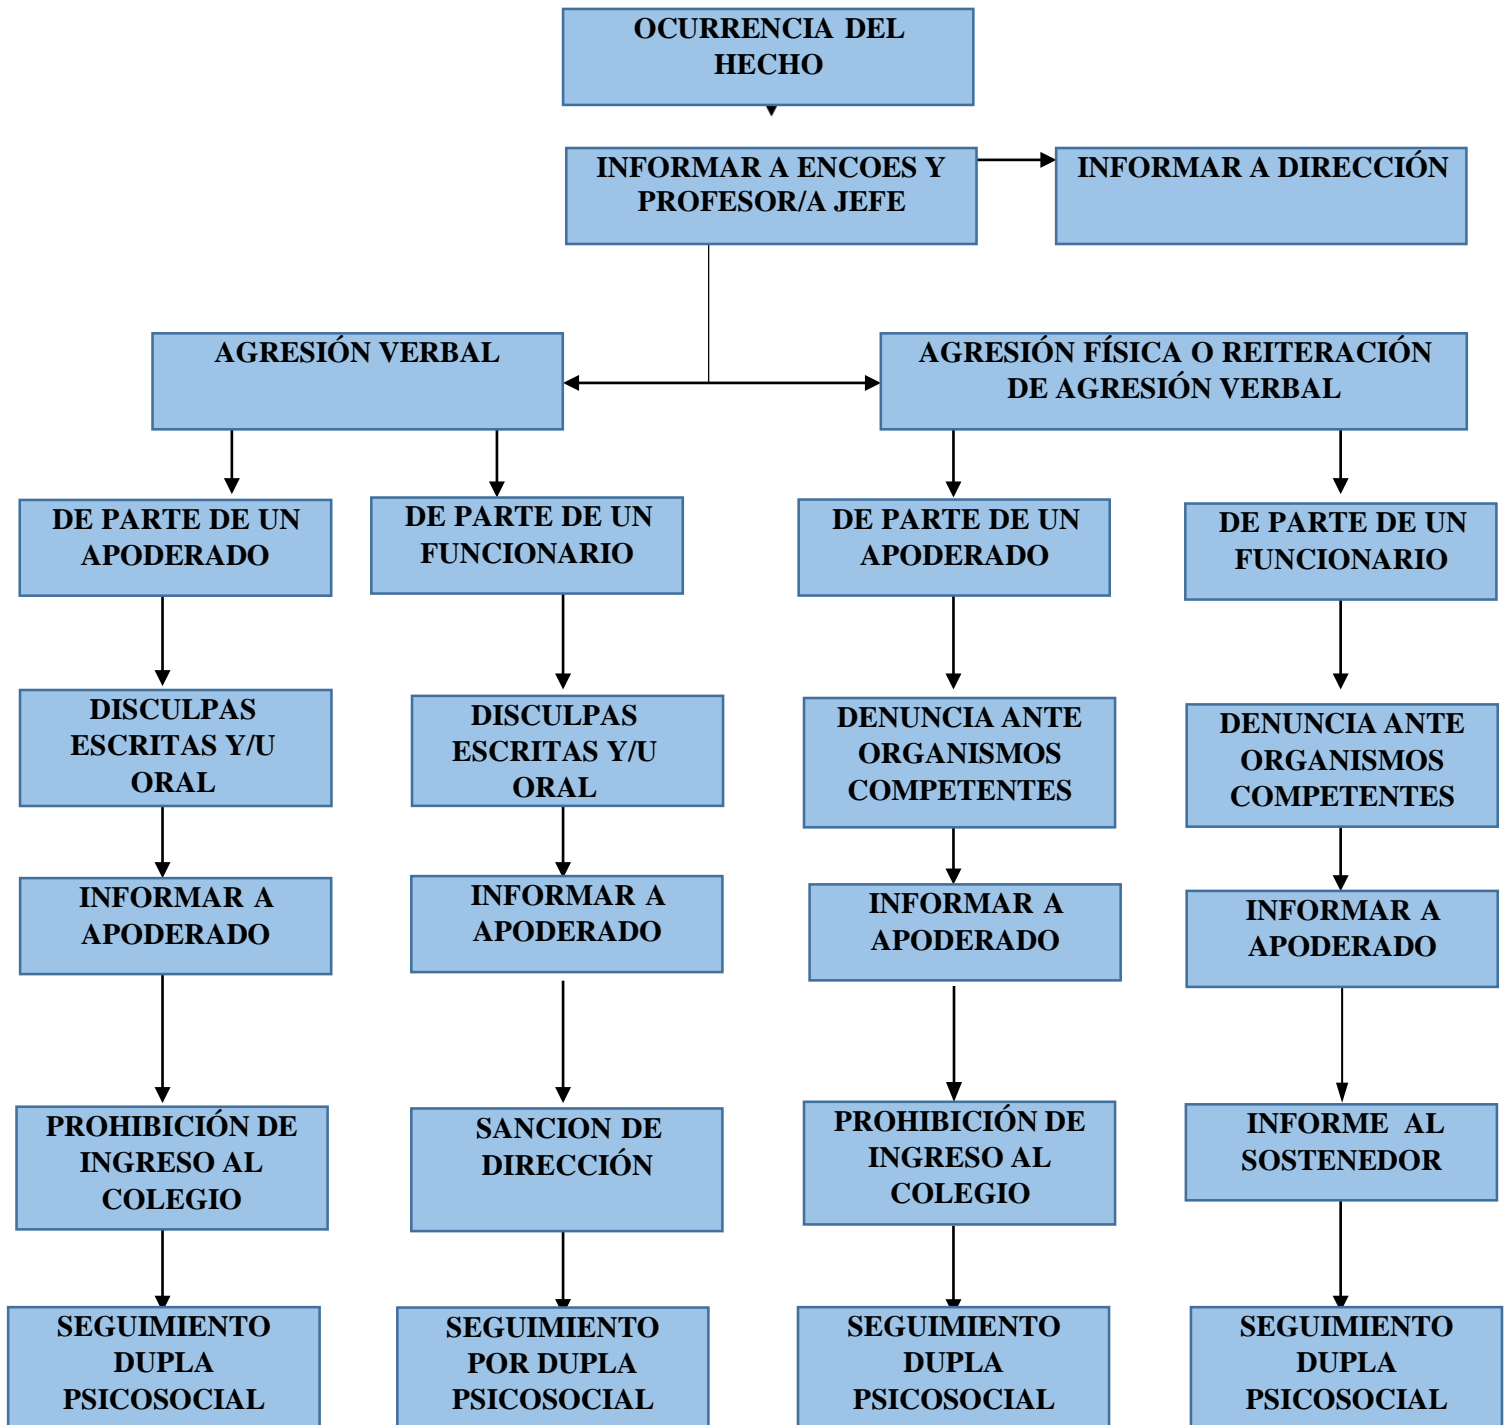 OCURRENCIA DEL
HECHO
INFORMAR A ENCOES Y
PROFESOR/A JEFE
INFORMAR A DIRECCIÓN
AGRESIÓN VERBAL
AGRESIÓN FÍSICA O REITERACIÓN
DE AGRESIÓN VERBAL
DE PARTE DE UN
APODERADO
DE PARTE DE UN
FUNCIONARIO
DE PARTE DE UN
APODERADO
DE PARTE DE UN
FUNCIONARIO
DISCULPAS
ESCRITAS Y/U
ORAL
DISCULPAS
ESCRITAS Y/U
ORAL
DENUNCIA ANTE
ORGANISMOS
COMPETENTES
DENUNCIA ANTE
ORGANISMOS
COMPETENTES
INFORMAR A
APODERADO
INFORMAR A
APODERADO
INFORMAR A
APODERADO
INFORMAR A
APODERADO
PROHIBICIÓN DE
INGRESO AL
COLEGIO
SANCION DE
DIRECCIÓN
PROHIBICIÓN DE
INGRESO AL
COLEGIO
INFORME AL
SOSTENEDOR
SEGUIMIENTO
DUPLA
PSICOSOCIAL
SEGUIMIENTO
POR DUPLA
PSICOSOCIAL
SEGUIMIENTO
DUPLA
PSICOSOCIAL
SEGUIMIENTO
DUPLA
PSICOSOCIAL